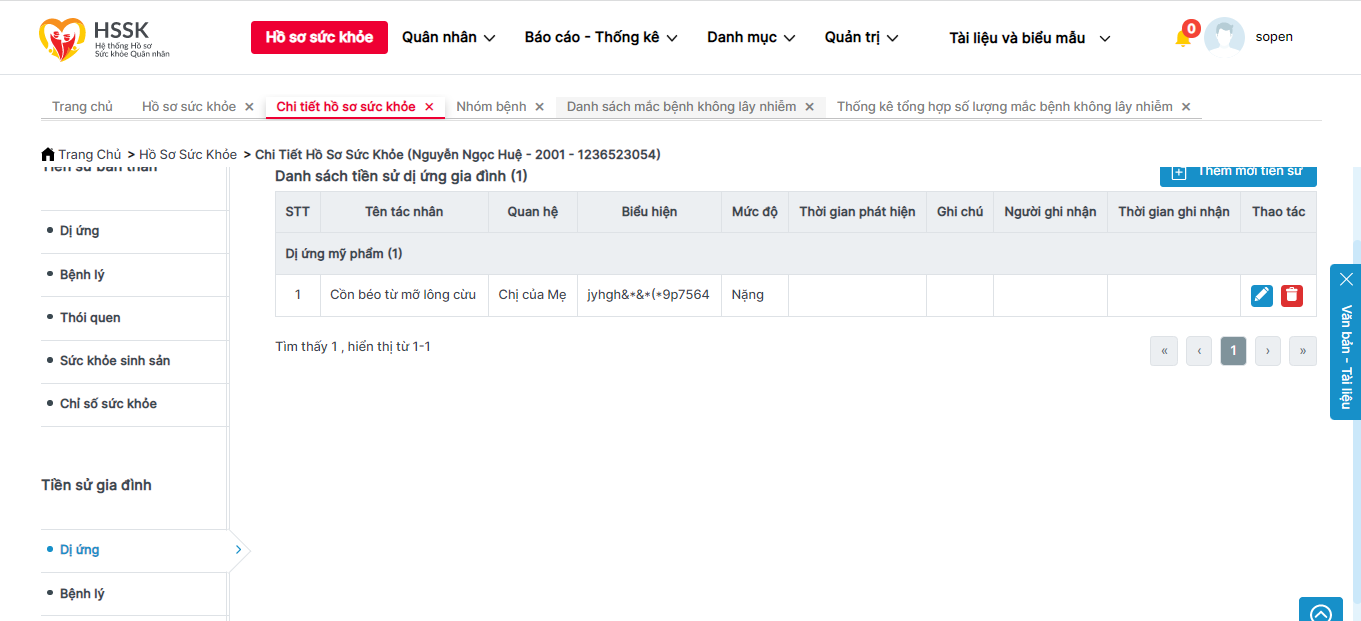 HSSK
Hệ thống Hồ sơ
Sức khỏe Quân nhân
Hồ sơ sức khỏe Quân nhân Báo cáo - Thống kê Danh mục Quản trị Tài liệu và biểu mẫu 0 sopen
Trang chủ Hồ sơ sức khỏe × Chi tiết hồ sơ sức khỏe × Nhóm bệnh × Danh sách mắc bệnh không lây nhiễm × Thống kê tổng hợp số lượng mắc bệnh không lây nhiễm ×
Trang Chủ > Hồ Sơ Sức Khỏe > Chi Tiết Hồ Sơ Sức Khỏe (Nguyễn Ngọc Huệ - 2001 - 1236523054)
Tiền sử bản thân
Dị ứng
Bệnh lý
Thói quen
Sức khỏe sinh sản
Chỉ số sức khỏe
Tiền sử gia đình
Dị ứng
Bệnh lý
Danh sách tiền sử dị ứng gia đình (1)
Thêm mới tiền sử
STT Tên tác nhân Quan hệ Biểu hiện Mức độ Thời gian phát hiện Ghi chú Người ghi nhận Thời gian ghi nhận Thao tác
Dị ứng mỹ phẩm (1)
1 Cồn béo từ mỡ lông cừu Chị của Mẹ jyhgh&*&*(*9p7564 Nặng
Tìm thấy 1 , hiển thị từ 1-1
« ‹ 1 › »
Văn bản - Tài liệu